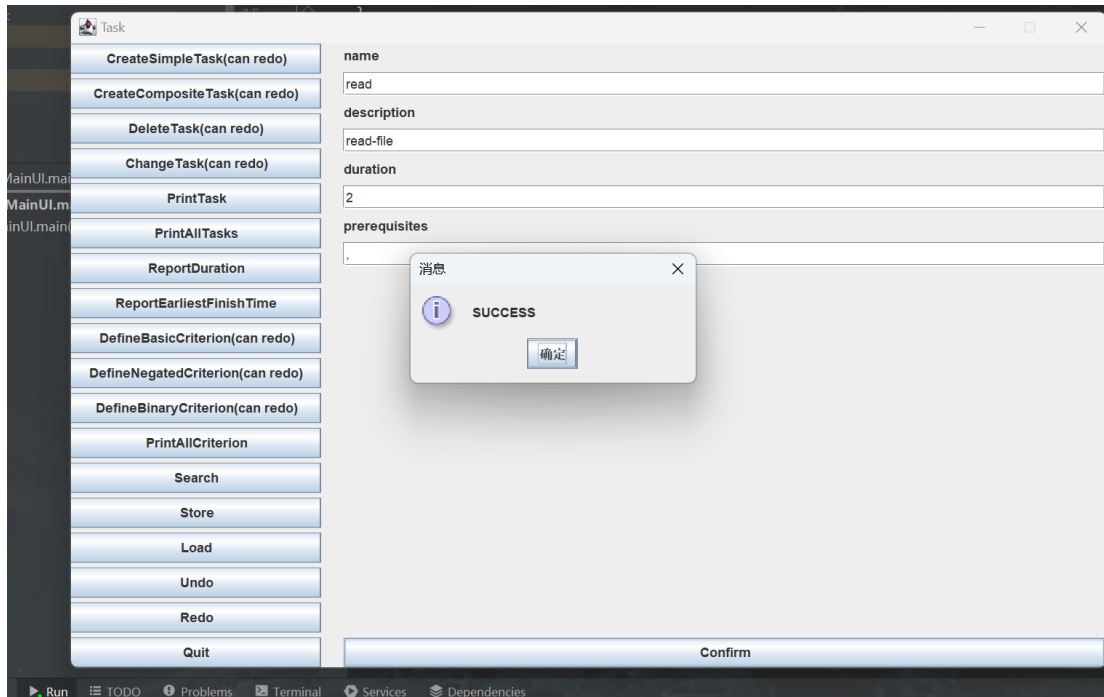 Task
CreateSimpleTask(can redo)
CreateCompositeTask(can redo)
DeleteTask(can redo)
ChangeTask(can redo)
PrintTask
PrintAllTasks
ReportDuration
ReportEarliestFinishTime
DefineBasicCriterion(can redo)
DefineNegatedCriterion(can redo)
DefineBinaryCriterion(can redo)
PrintAllCriterion
Search
Store
Load
Undo
Redo
Quit
name
read
description
read-file
duration
2
prerequisites
,
消息
SUCCESS
确定
Confirm
MainUI.mai
MainUI.m
inUI.main(
Run TODO Problems Terminal Services Dependencies